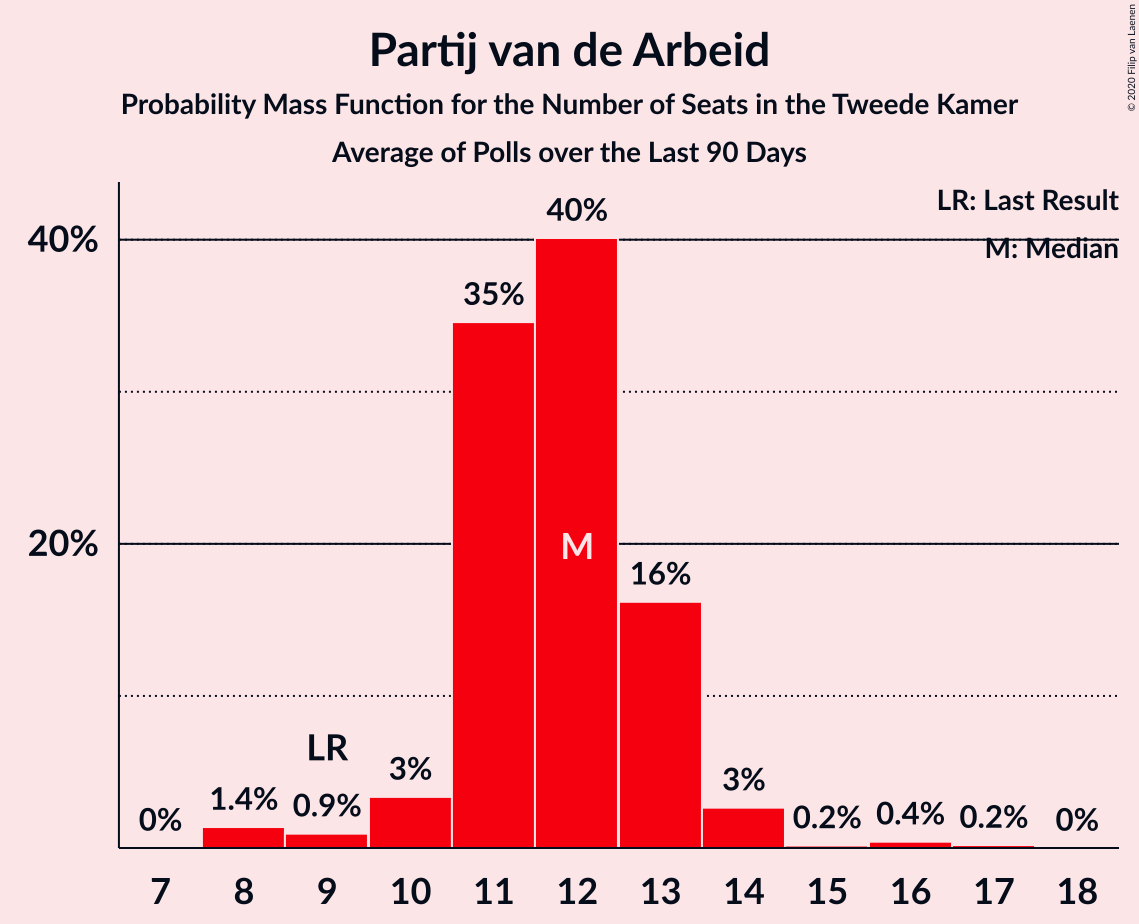 Partij van de Arbeid
Probability Mass Function for the Number of Seats in the Tweede Kamer
Average of Polls over the Last 90 Days
© 2020 Filip van Laenen
LR: Last Result
M: Median
40%
20%
0%
1.4%
LR
0.9%
3%
35%
40%
M
16%
3%
0.2%
0.4%
0.2%
0%
7 8 9 10 11 12 13 14 15 16 17 18